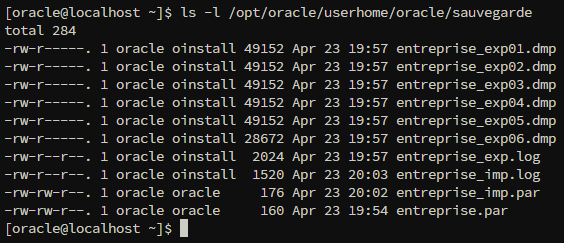 [oracle@localhost ~]$ ls -l /opt/oracle/userhome/oracle/sauvegarde
total 284
-rw-r-----. 1 oracle oinstall 49152 Apr 23 19:57 entreprise_exp01.dmp
-rw-r-----. 1 oracle oinstall 49152 Apr 23 19:57 entreprise_exp02.dmp
-rw-r-----. 1 oracle oinstall 49152 Apr 23 19:57 entreprise_exp03.dmp
-rw-r-----. 1 oracle oinstall 49152 Apr 23 19:57 entreprise_exp04.dmp
-rw-r-----. 1 oracle oinstall 49152 Apr 23 19:57 entreprise_exp05.dmp
-rw-r-----. 1 oracle oinstall 28672 Apr 23 19:57 entreprise_exp06.dmp
-rw-r--r--. 1 oracle oinstall  2024 Apr 23 19:57 entreprise_exp.log
-rw-r--r--. 1 oracle oinstall  1520 Apr 23 20:03 entreprise_imp.log
-rw-rw-r--. 1 oracle oracle     176 Apr 23 20:02 entreprise_imp.par
-rw-rw-r--. 1 oracle oracle     160 Apr 23 19:54 entreprise.par
[oracle@localhost ~]$